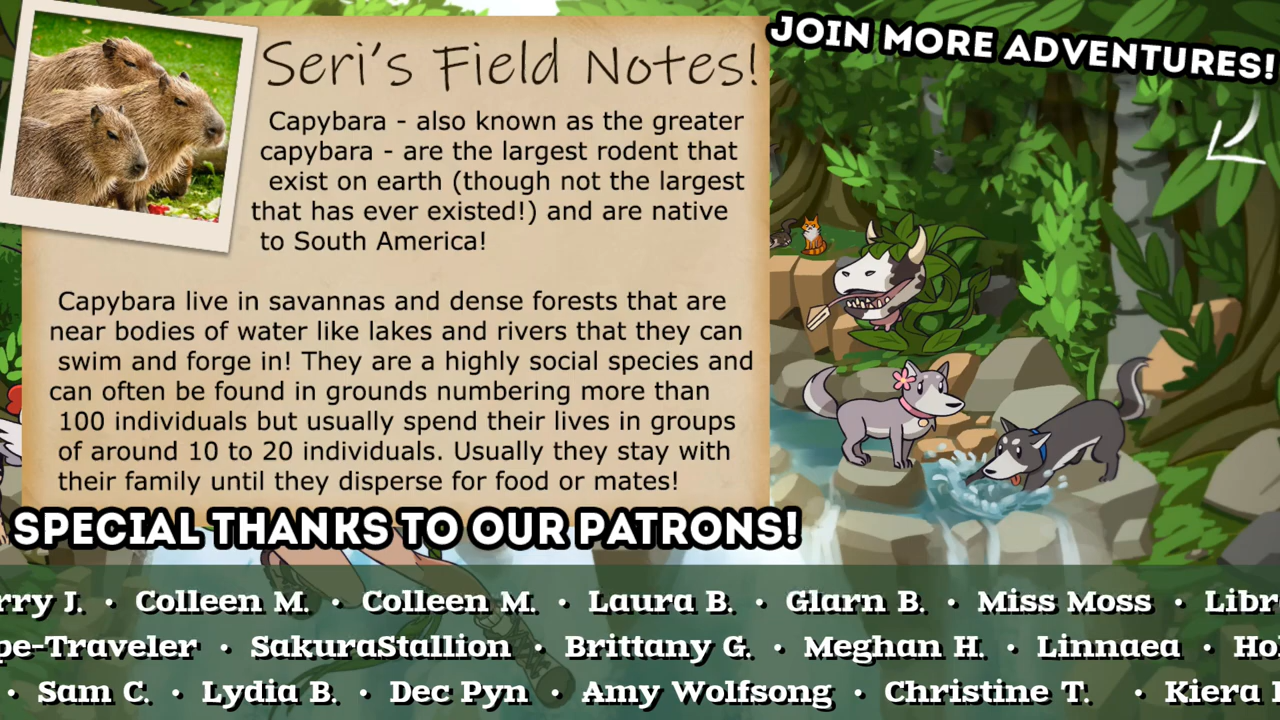 Seri's Field Notes!
JOIN MORE ADVENTURES!
Capybara - also known as the greater
capybara - are the largest rodent that
exist on earth (though not the largest
that has ever existed!) and are native
to South America!
Capybara live in savannas and dense forests that are
near bodies of water like lakes and rivers that they can
swim and forge in! They are a highly social species and
can often be found in grounds numbering more than
100 individuals but usually spend their lives in groups
of around 10 to 20 individuals. Usually they stay with
their family until they disperse for food or mates!
SPECIAL THANKS TO OUR PATRONS!
rry J. • Colleen M. • Colleen M. • Laura B. • Glarn B. • Miss Moss • Libr
pe-Traveler • SakuraStallion • Brittany G. • Meghan H. • Linnaea • Ho
• Sam C. • Lydia B. • Dec Pyn • Amy Wolfsong • Christine T. • Kiera